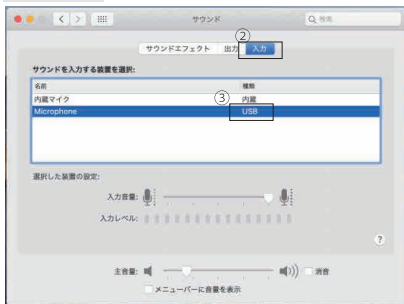 サウンド
検索
②
サウンドエフェクト 出力 入力
サウンドを入力する装置を選択:
名前 種類
内蔵マイク 内蔵
③
Microphone USB
選択した装置の設定:
入力音量:
入力レベル:
?
主音量: 消音
メニューバーに音量を表示